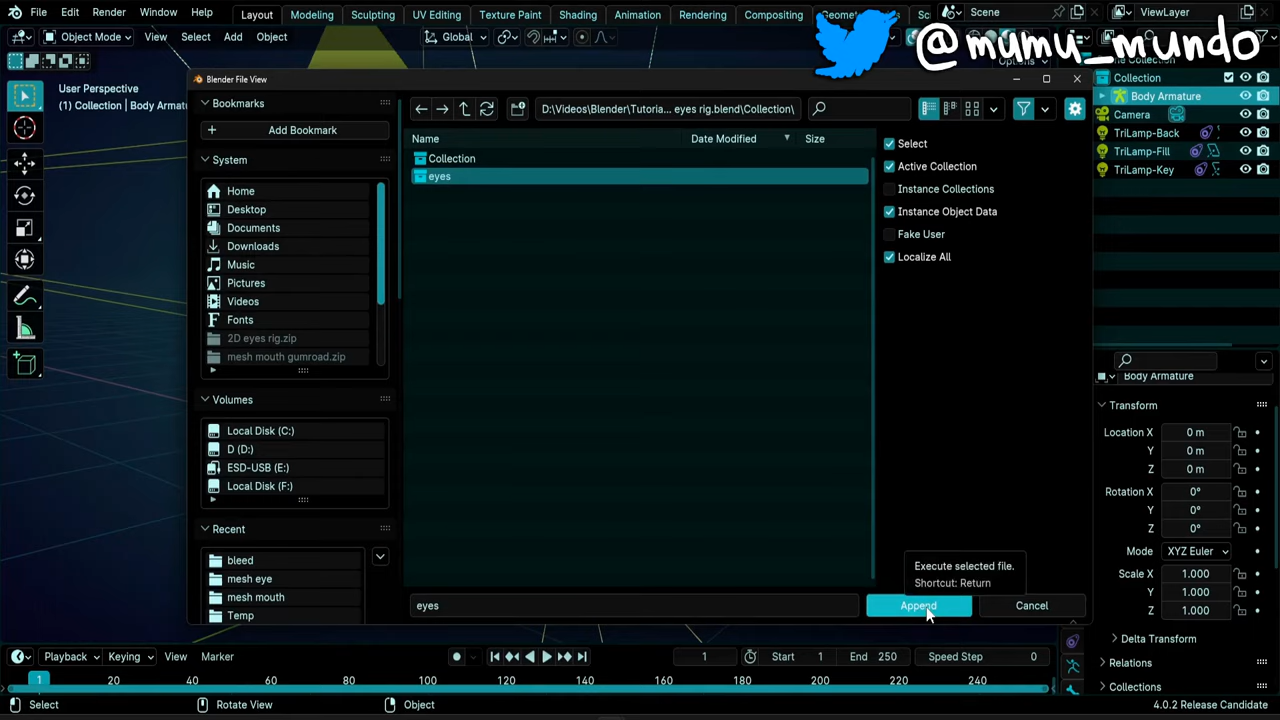 File Edit Render Window Help Layout Modeling Sculpting UV Editing Texture Paint Shading Animation Rendering Compositing Sc Scene ViewLayer
@mumu_mundo
Object Mode View Select Add Object Global
Options
User Perspective
(1) Collection | Body Armatu
Blender File View
Bookmarks
Add Bookmark
System
Home
Desktop
Documents
Downloads
Music
Pictures
Videos
Fonts
2D eyes rig.zip
mesh mouth gumroad.zip
Volumes
Local Disk (C:)
D (D:)
ESD-USB (E:)
Local Disk (F:)
Recent
bleed
mesh eye
mesh mouth
Temp
D:\Videos\Blender\Tutoria... eyes rig.blend\Collection\
Name Date Modified Size
Collection
eyes
eyes
Select
Active Collection
Instance Collections
Instance Object Data
Fake User
Localize All
Execute selected file.
Shortcut: Return
Append Cancel
Collection
Body Armature
Camera
TriLamp-Back
TriLamp-Fill
TriLamp-Key
Body Armature
Transform
Location X 0 m
Y 0 m
Z 0 m
Rotation X 0°
Y 0°
Z 0°
Mode XYZ Euler
Scale X 1.000
Y 1.000
Z 1.000
Delta Transform
Relations
Collections
Playback Keying View Marker 1 Start 1 End 250 Speed Step 0
1 20 40 60 80 100 120 140 160 180 200 220 240
Select Rotate View Object 4.0.2 Release Candidate